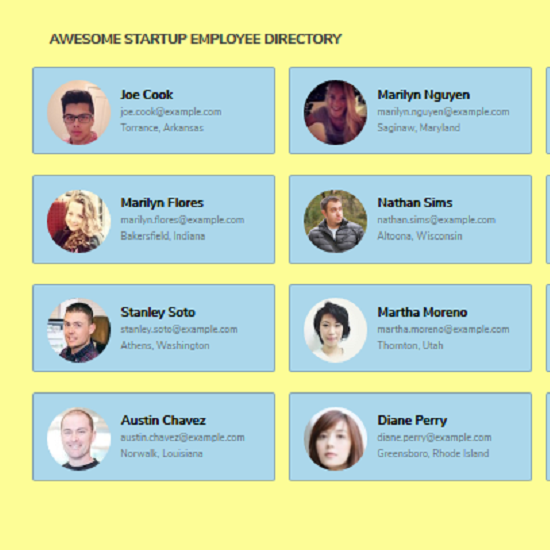 AWESOME STARTUP EMPLOYEE DIRECTORY
Joe Cook
joe.cook@example.com
Torrance, Arkansas
Marilyn Nguyen
marilyn.nguyen@example.com
Saginaw, Maryland
Marilyn Flores
marilyn.flores@example.com
Bakersfield, Indiana
Nathan Sims
nathan.sims@example.com
Altoona, Wisconsin
Stanley Soto
stanley.soto@example.com
Athens, Washington
Martha Moreno
martha.moreno@example.com
Thornton, Utah
Austin Chavez
austin.chavez@example.com
Norwalk, Louisiana
Diane Perry
diane.perry@example.com
Greensboro, Rhode Island